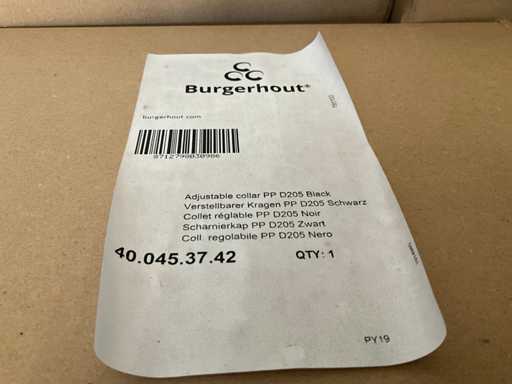 Burgerhout®
burgerhout.com
8712798030986
Adjustable collar PP D205 Black
Verstellbarer Kragen PP D205 Schwarz
Collet réglable PP D205 Noir
Scharnierkap PP D205 Zwart
Coll. regolabile PP D205 Nero
40.045.37.42 QTY: 1
PY19